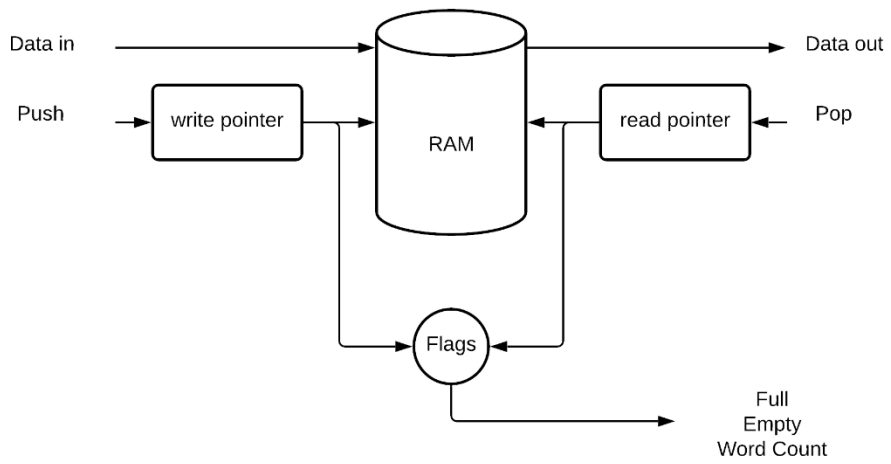 Data in
Data out
Push
write pointer
RAM
read pointer
Pop
Flags
Full
Empty
Word Count